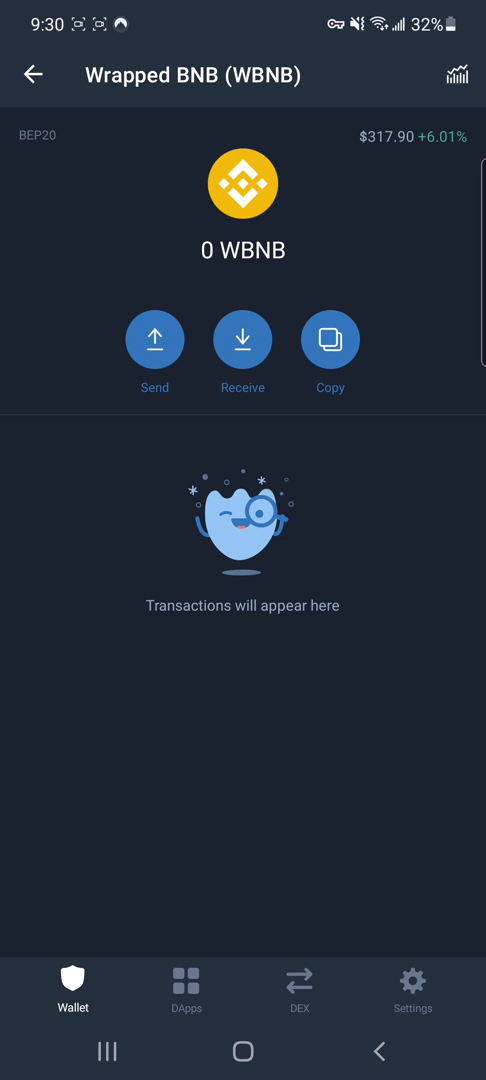 9:30 32%
Wrapped BNB (WBNB)
BEP20 $317.90 +6.01%
0 WBNB
Send Receive Copy
Transactions will appear here
Wallet DApps DEX Settings